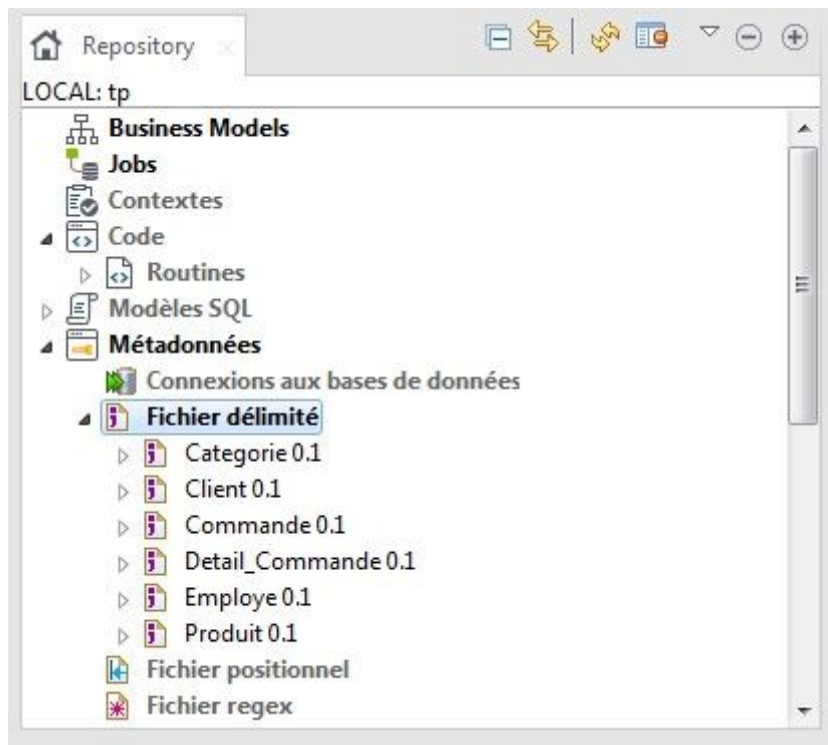 Repository
LOCAL: tp
Business Models
Jobs
Contextes
Code
Routines
Modèles SQL
Métadonnées
Connexions aux bases de données
Fichier délimité
Categorie 0.1
Client 0.1
Commande 0.1
Detail_Commande 0.1
Employe 0.1
Produit 0.1
Fichier positionnel
Fichier regex